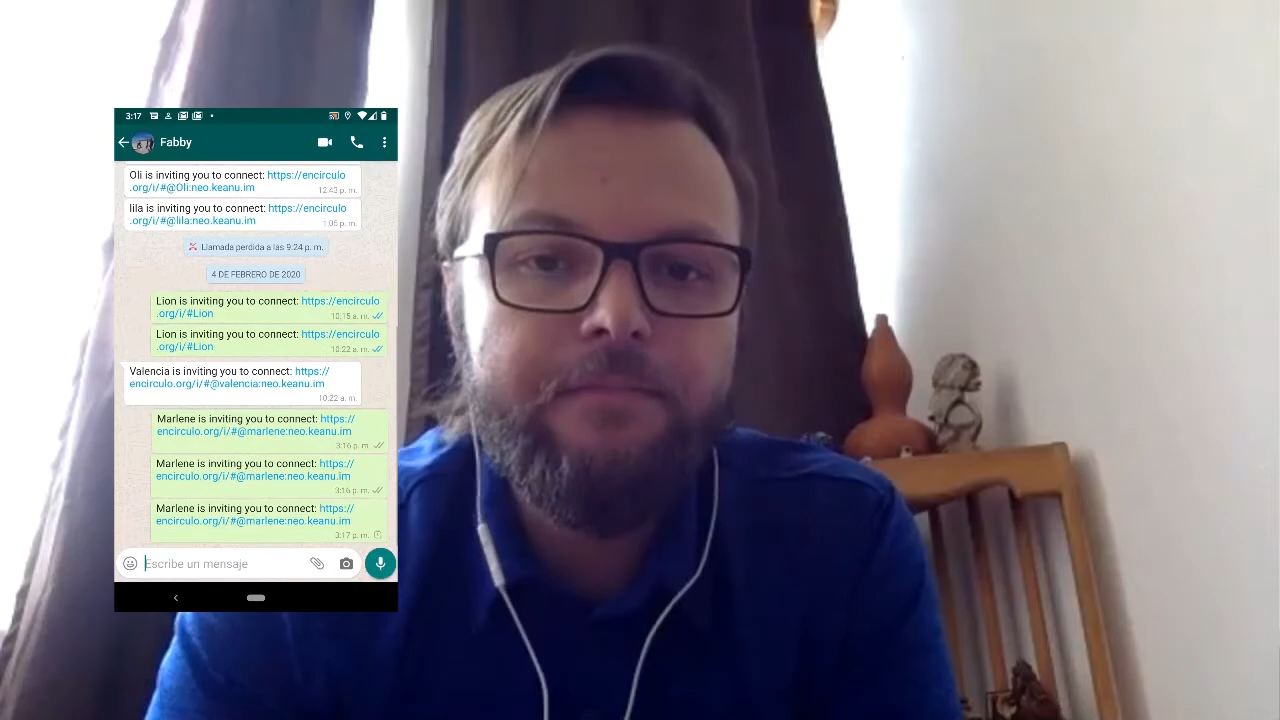 3:17
Fabby
Oli is inviting you to connect: https://encirculo
.org/i/#@Oli:neo.keanu.im
12:43 p. m.
lila is inviting you to connect: https://encirculo
.org/i/#@lila:neo.keanu.im
1:05 p. m.
Llamada perdida a las 9:24 p. m.
4 DE FEBRERO DE 2020
Lion is inviting you to connect: https://encirculo
.org/i/#Lion
10:15 a. m.
Lion is inviting you to connect: https://encirculo
.org/i/#Lion
10:22 a. m.
Valencia is inviting you to connect: https://
encirculo.org/i/#@valencia:neo.keanu.im
10:22 a. m.
Marlene is inviting you to connect: https://
encirculo.org/i/#@marlene:neo.keanu.im
3:16 p. m.
Marlene is inviting you to connect: https://
encirculo.org/i/#@marlene:neo.keanu.im
3:16 p. m.
Marlene is inviting you to connect: https://
encirculo.org/i/#@marlene:neo.keanu.im
3:17 p. m.
Escribe un mensaje